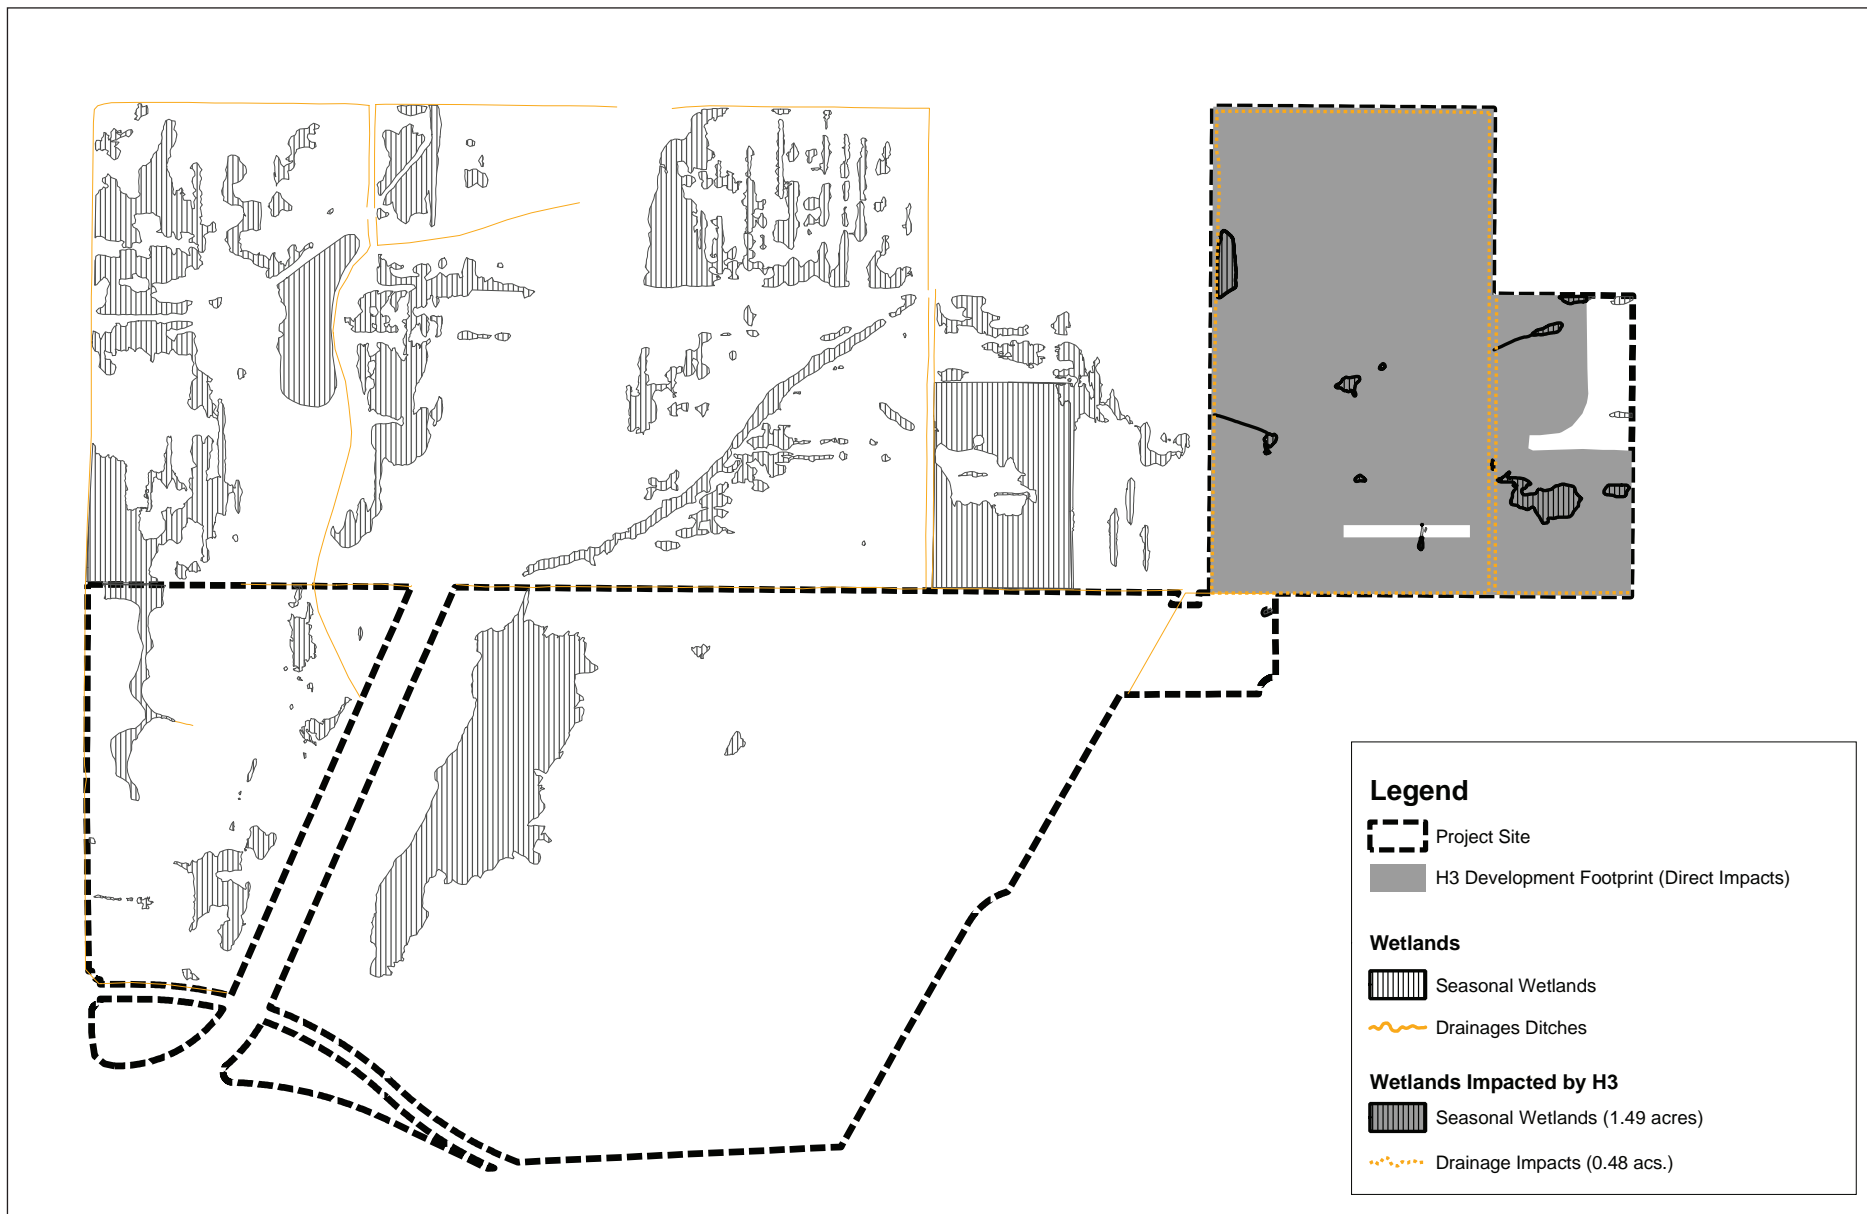 Legend
Project Site
H3 Development Footprint (Direct Impacts)
Wetlands
Seasonal Wetlands
Drainages Ditches
Wetlands Impacted by H3
Seasonal Wetlands (1.49 acres)
Drainage Impacts (0.48 acs.)